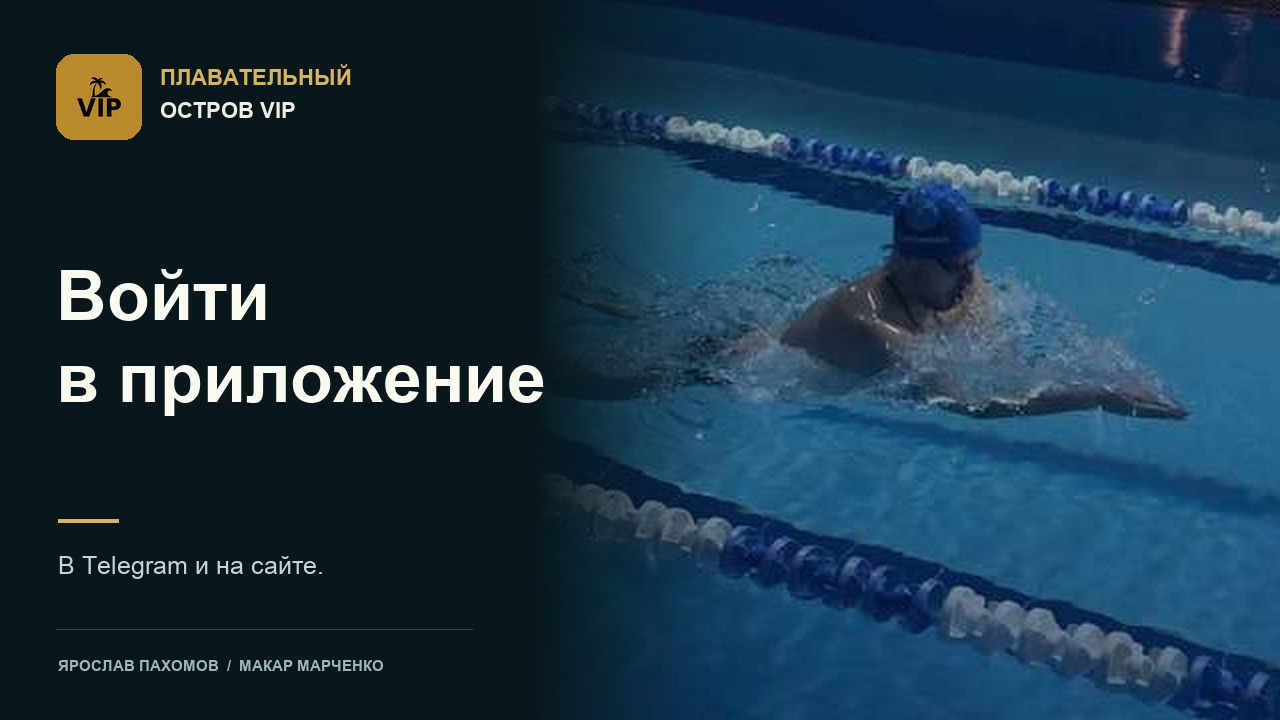 VIP
ПЛАВАТЕЛЬНЫЙ
ОСТРОВ VIP
Войти
в приложение
В Telegram и на сайте.
ЯРОСЛАВ ПАХОМОВ / МАКАР МАРЧЕНКО